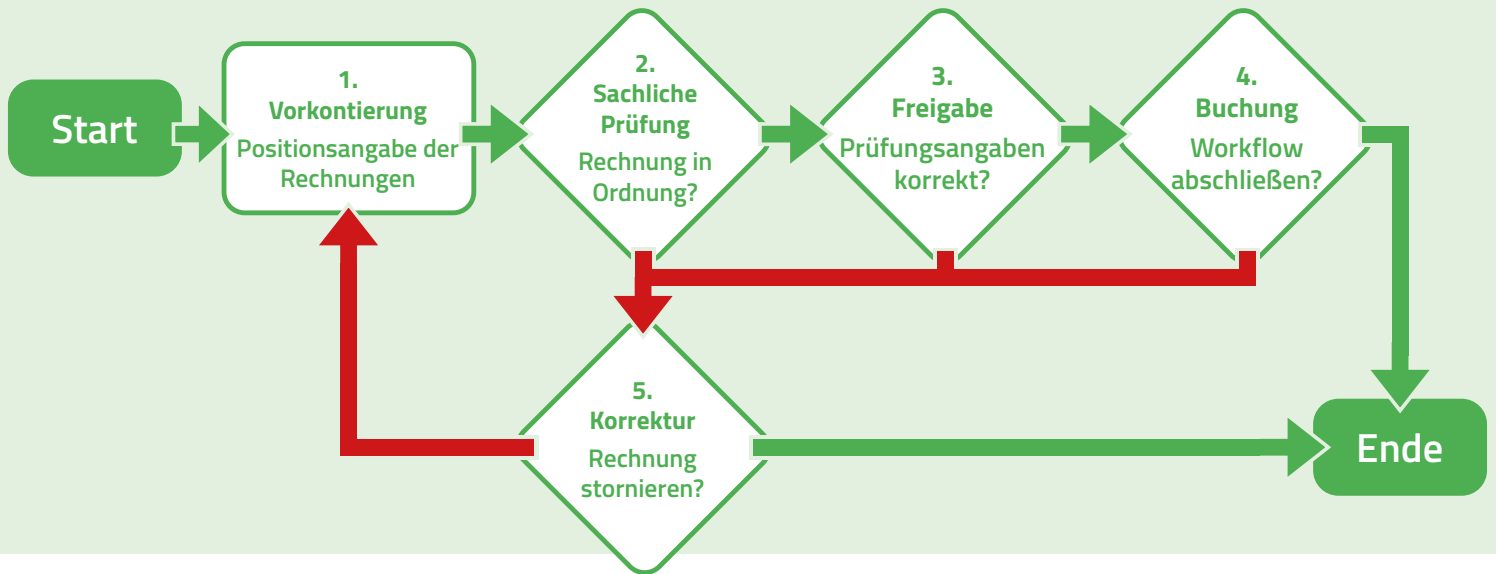 Start
1.
Vorkontierung
Positionsangabe der
Rechnungen
2.
Sachliche
Prüfung
Rechnung in
Ordnung?
3.
Freigabe
Prüfungsangaben
korrekt?
4.
Buchung
Workflow
abschließen?
5.
Korrektur
Rechnung
stornieren?
Ende